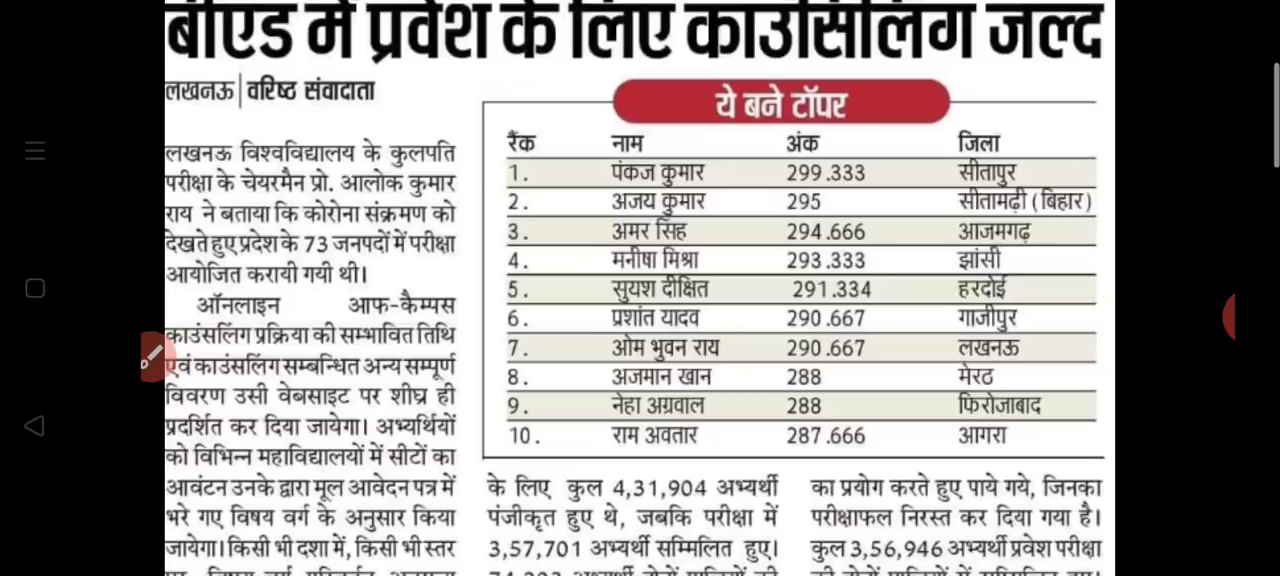 बीएड में प्रवेश के लिए काउंसिलिंग जल्द
लखनऊ | वरिष्ठ संवादाता
लखनऊ विश्वविद्यालय के कुलपति
परीक्षा के चेयरमैन प्रो. आलोक कुमार
राय ने बताया कि कोरोना संक्रमण को
देखते हुए प्रदेश के 73 जनपदों में परीक्षा
आयोजित करायी गयी थी।
ऑनलाइन आफ-कैम्पस
काउंसलिंग प्रक्रिया की सम्भावित तिथि
एवं काउंसलिंग सम्बन्धित अन्य सम्पूर्ण
विवरण उसी वेबसाइट पर शीघ्र ही
प्रदर्शित कर दिया जायेगा। अभ्यर्थियों
को विभिन्न महाविद्यालयों में सीटों का
आवंटन उनके द्वारा मूल आवेदन पत्र में
भरे गए विषय वर्ग के अनुसार किया
जायेगा। किसी भी दशा में, किसी भी स्तर
ये बने टॉपर
रैंक नाम अंक जिला
1. पंकज कुमार 299.333 सीतापुर
2. अजय कुमार 295 सीतामढ़ी (बिहार)
3. अमर सिंह 294.666 आजमगढ़
4. मनीषा मिश्रा 293.333 झांसी
5. सुयश दीक्षित 291.334 हरदोई
6. प्रशांत यादव 290.667 गाजीपुर
7. ओम भुवन राय 290.667 लखनऊ
8. अजमान खान 288 मेरठ
9. नेहा अग्रवाल 288 फिरोजाबाद
10. राम अवतार 287.666 आगरा
के लिए कुल 4,31,904 अभ्यर्थी
पंजीकृत हुए थे, जबकि परीक्षा में
3,57,701 अभ्यर्थी सम्मिलित हुए।
का प्रयोग करते हुए पाये गये, जिनका
परीक्षाफल निरस्त कर दिया गया है।
कुल 3,56,946 अभ्यर्थी प्रवेश परीक्षा